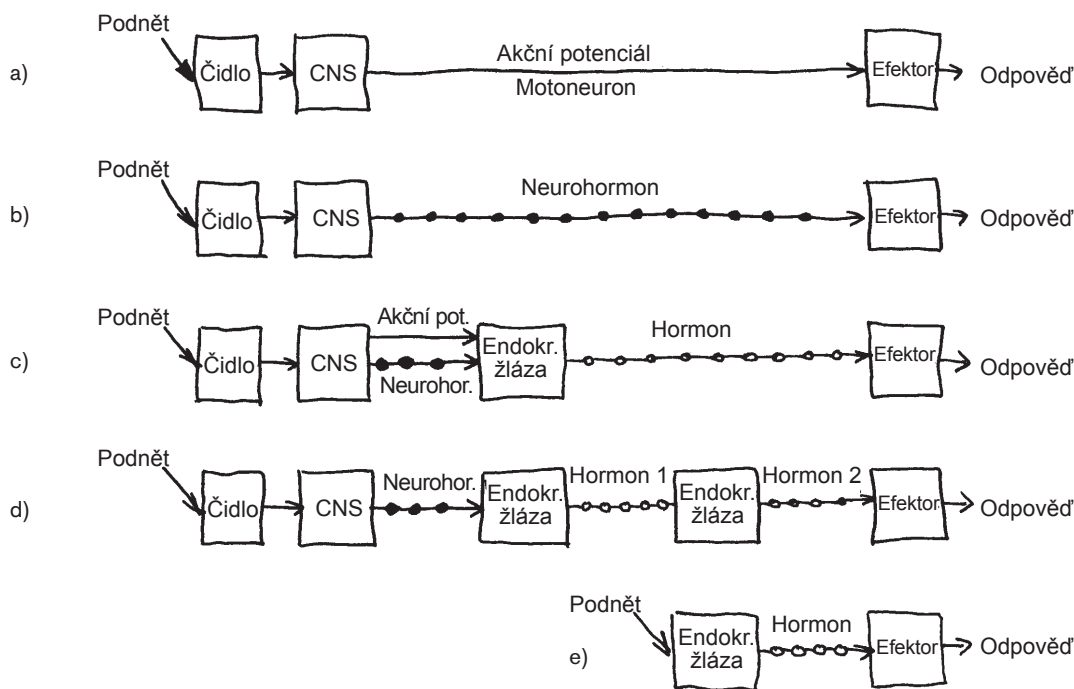 Podnět
a)
Čidlo
CNS
Akční potenciál
Motoneuron
Efektor
Odpověď
Podnět
b)
Čidlo
CNS
Neurohormon
Efektor
Odpověď
Podnět
c)
Čidlo
CNS
Akční pot.
Neurohor.
Endokr.
žláza
Hormon
Efektor
Odpověď
Podnět
d)
Čidlo
CNS
Neurohor.
Endokr.
žláza
Hormon 1
Endokr.
žláza
Hormon 2
Efektor
Odpověď
Podnět
e)
Endokr.
žláza
Hormon
Efektor
Odpověď